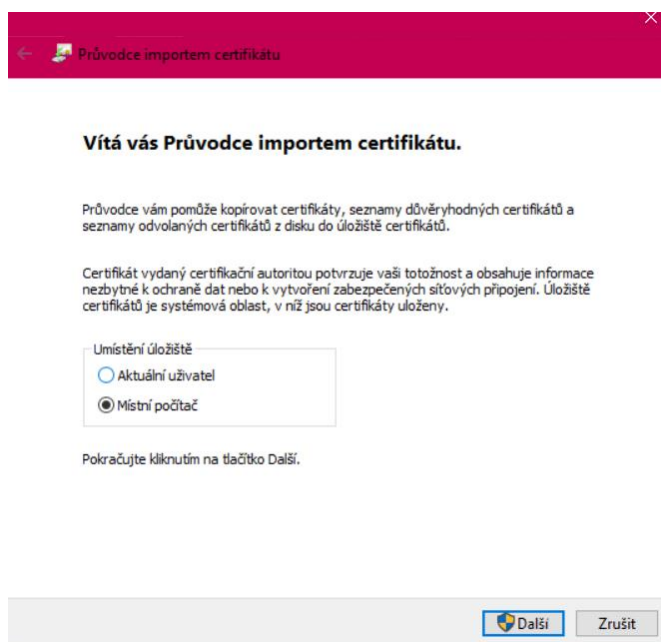 Průvodce importem certifikátu
Vítá vás Průvodce importem certifikátu.
Průvodce vám pomůže kopírovat certifikáty, seznamy důvěryhodných certifikátů a
seznamy odvolaných certifikátů z disku do úložiště certifikátů.
Certifikát vydaný certifikační autoritou potvrzuje vaši totožnost a obsahuje informace
nezbytné k ochraně dat nebo k vytvoření zabezpečených síťových připojení. Úložiště
certifikátů je systémová oblast, v níž jsou certifikáty uloženy.
Umístění úložiště
Aktuální uživatel
Místní počítač
Pokračujte kliknutím na tlačítko Další.
Další
Zrušit